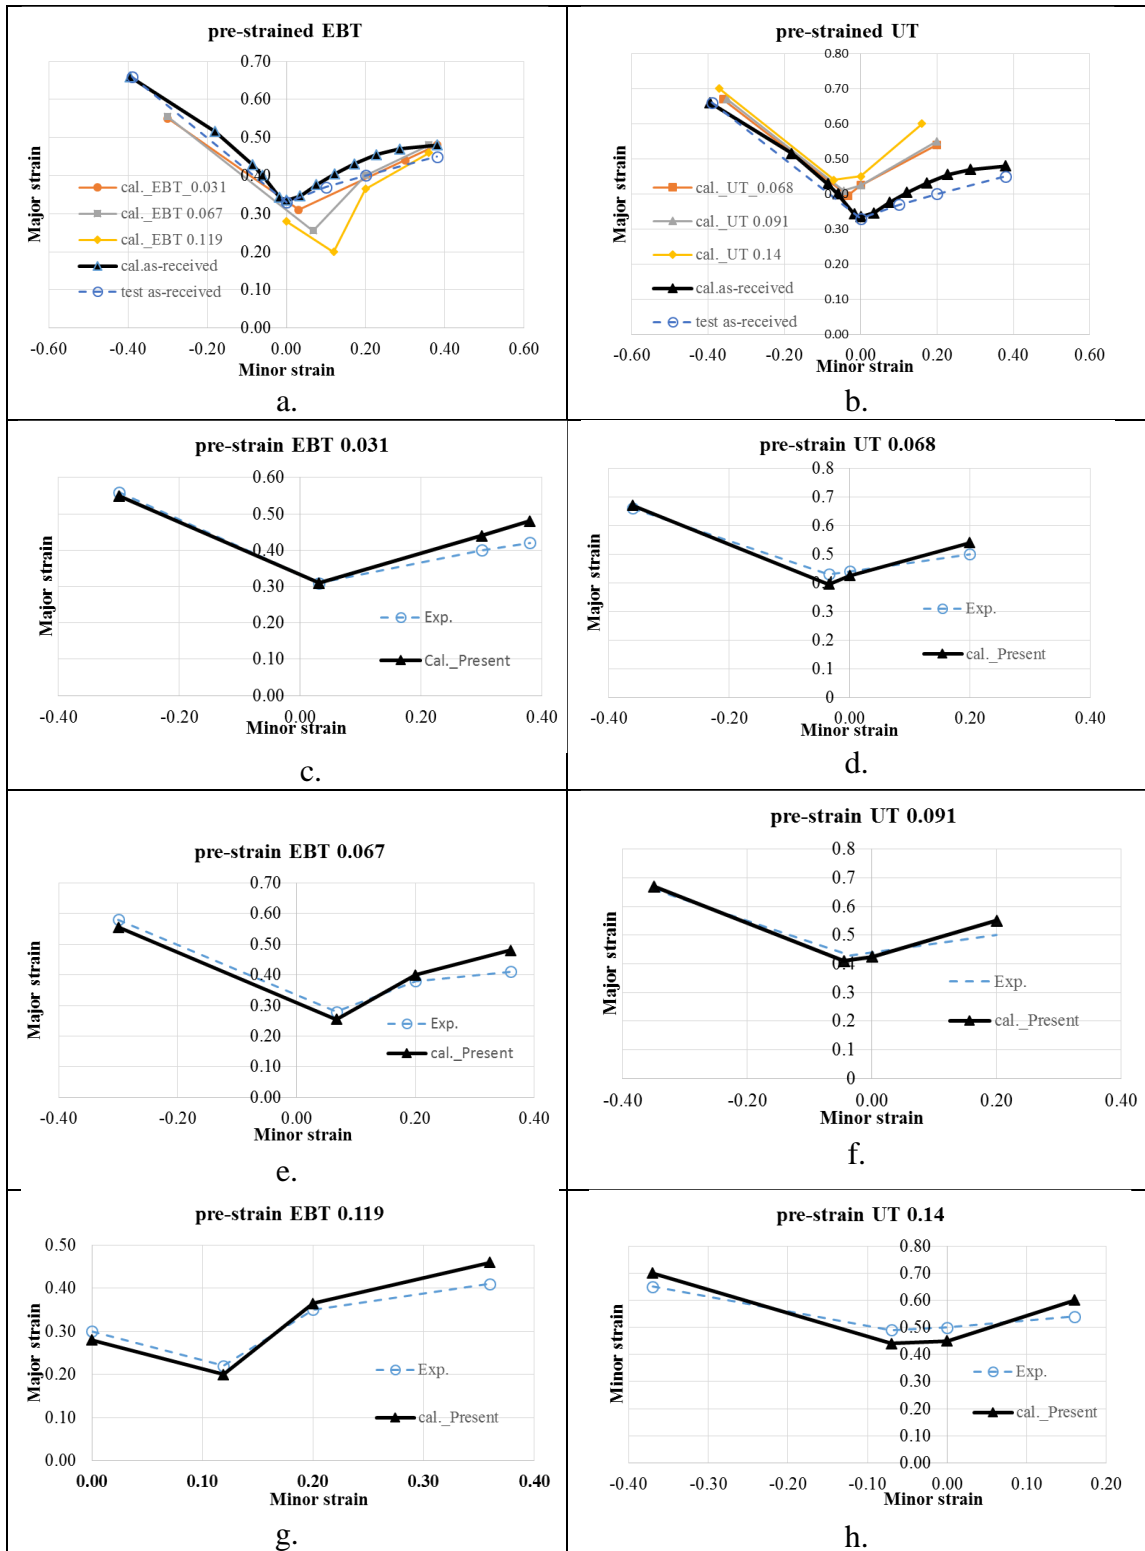 pre-strained EBT
0.70
0.60
0.50
0.40
0.30
0.20
0.10
0.00
-0.60 -0.40 -0.20 0.00 0.20 0.40 0.60
Major strain
Minor strain
cal._EBT_0.031
cal._EBT 0.067
cal._EBT 0.119
cal.as-received
test as-received
a.
pre-strained UT
0.80
0.70
0.60
0.50
0.40
0.30
0.20
0.10
0.00
-0.60 -0.40 -0.20 0.00 0.20 0.40 0.60
Major strain
Minor strain
cal._UT_0.068
cal._UT 0.091
cal._UT 0.14
cal.as-received
test as-received
b.
pre-strain EBT 0.031
0.60
0.50
0.40
0.30
0.20
0.10
0.00
-0.40 -0.20 0.00 0.20 0.40
Major strain
Minor strain
Exp.
Cal._Present
c.
pre-strain UT 0.068
0.8
0.7
0.6
0.5
0.4
0.3
0.2
0.1
0
-0.40 -0.20 0.00 0.20 0.40
Major strain
Minor strain
Exp.
cal._Present
d.
pre-strain EBT 0.067
0.70
0.60
0.50
0.40
0.30
0.20
0.10
0.00
-0.40 -0.20 0.00 0.20 0.40
Major strain
Minor strain
Exp.
cal._Present
e.
pre-strain UT 0.091
0.8
0.7
0.6
0.5
0.4
0.3
0.2
0.1
0
-0.40 -0.20 0.00 0.20 0.40
Major strain
Minor strain
Exp.
cal._Present
f.
pre-strain EBT 0.119
0.50
0.40
0.30
0.20
0.10
0.00
0.00 0.10 0.20 0.30 0.40
Major strain
Minor strain
Exp.
cal._Present
g.
pre-strain UT 0.14
0.80
0.70
0.60
0.50
0.40
0.30
0.20
0.10
0.00
-0.40 -0.30 -0.20 -0.10 0.00 0.10 0.20
Minor strain
Minor strain
Exp.
cal._Present
h.